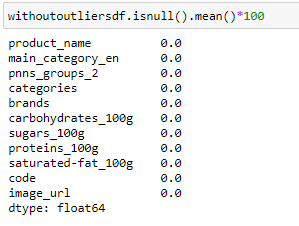 withoutoutliersdf.isnull().mean()*100
product_name 0.0
main_category_en 0.0
pnns_groups_2 0.0
categories 0.0
brands 0.0
carbohydrates_100g 0.0
sugars_100g 0.0
proteins_100g 0.0
saturated-fat_100g 0.0
code 0.0
image_url 0.0
dtype: float64